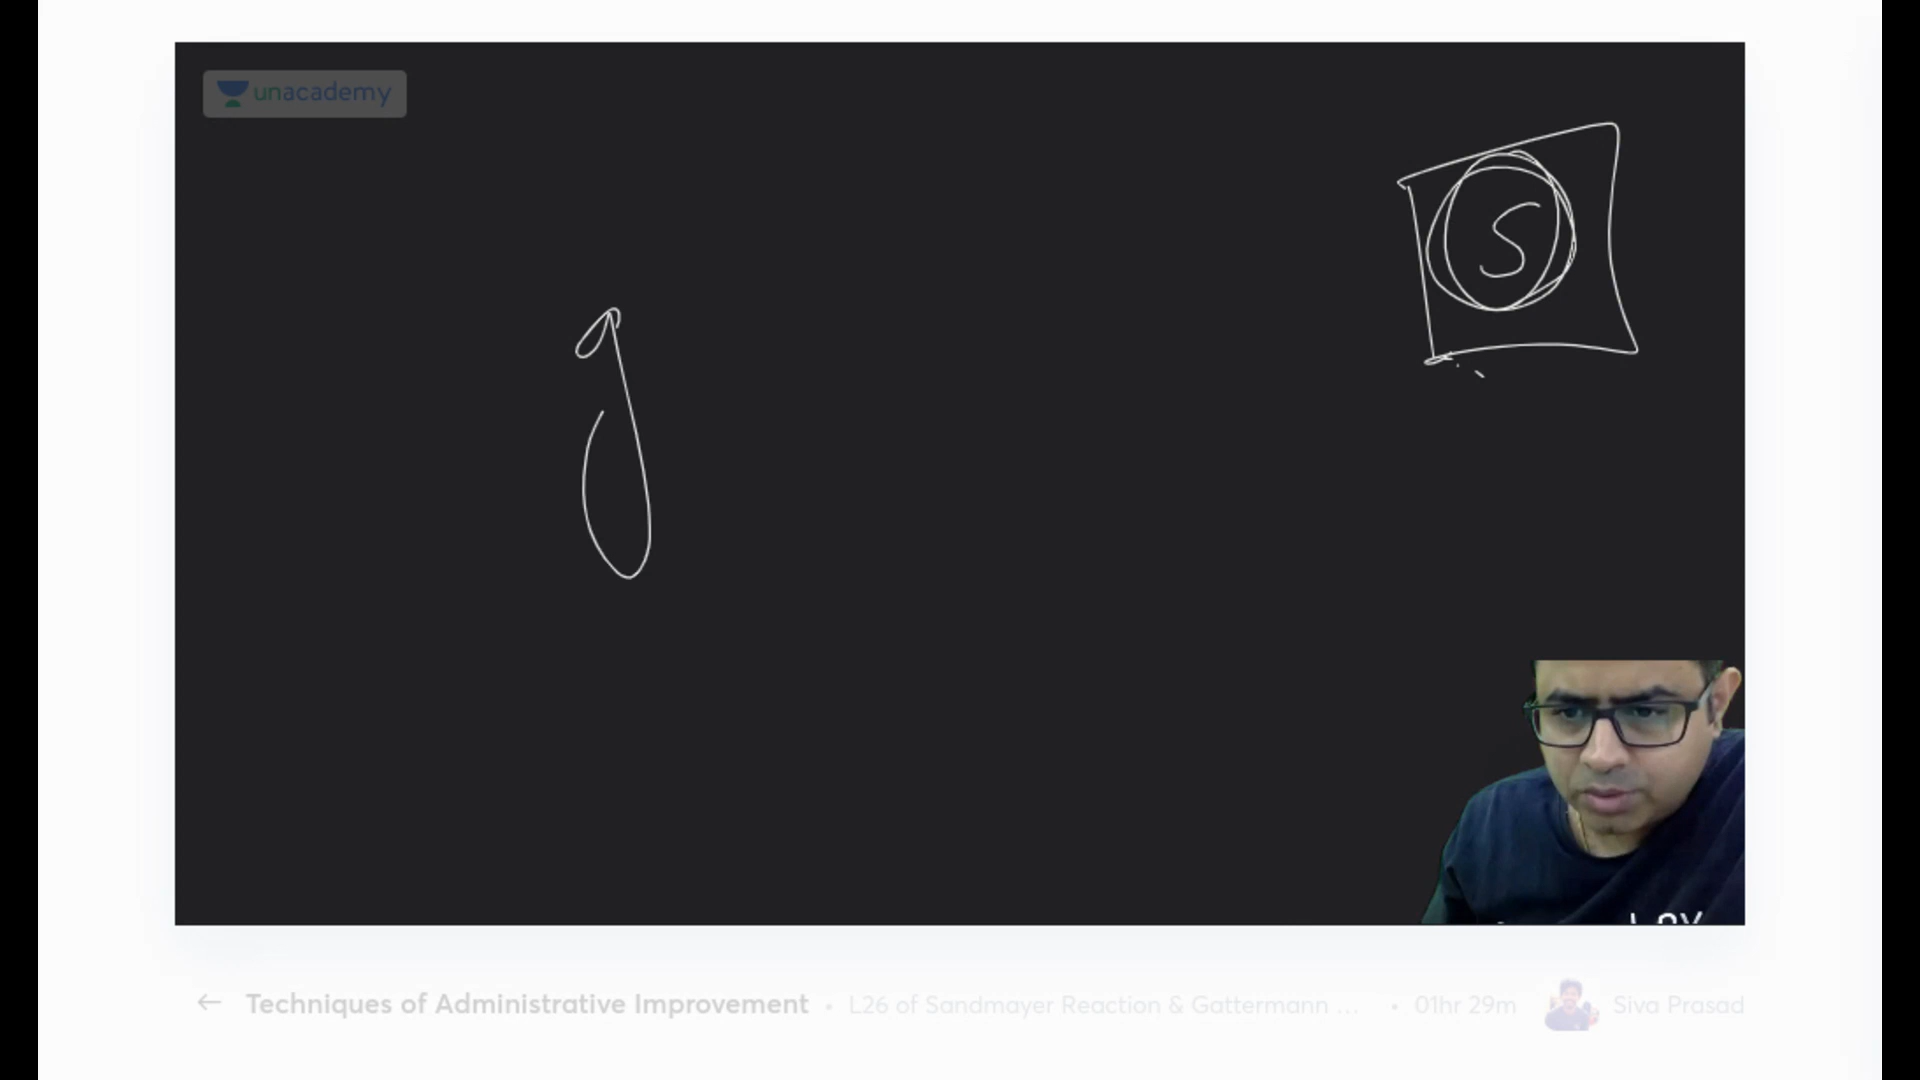 unacademy
S
← Techniques of Administrative Improvement • L26 of Sandmayer Reaction & Gattermann ... • 01hr 29m Siva Prasad